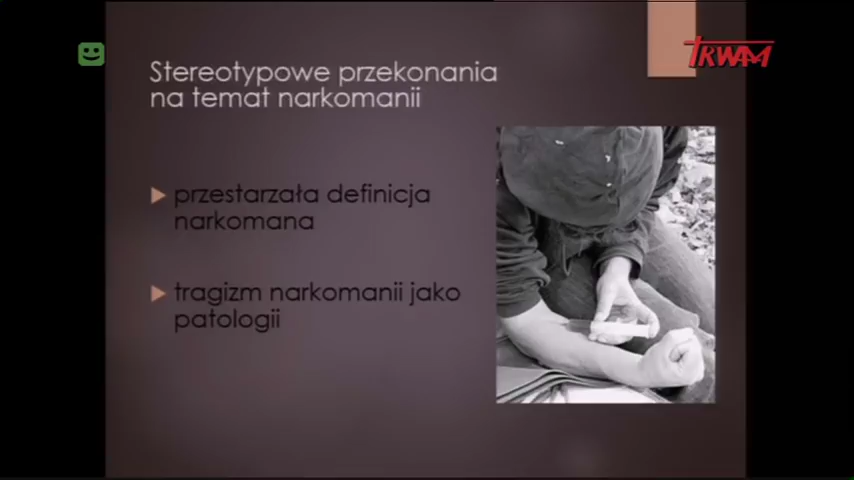 TRWAM
Stereotypowe przekonania
na temat narkomanii
przestarzała definicja
narkomana
tragizm narkomanii jako
patologii